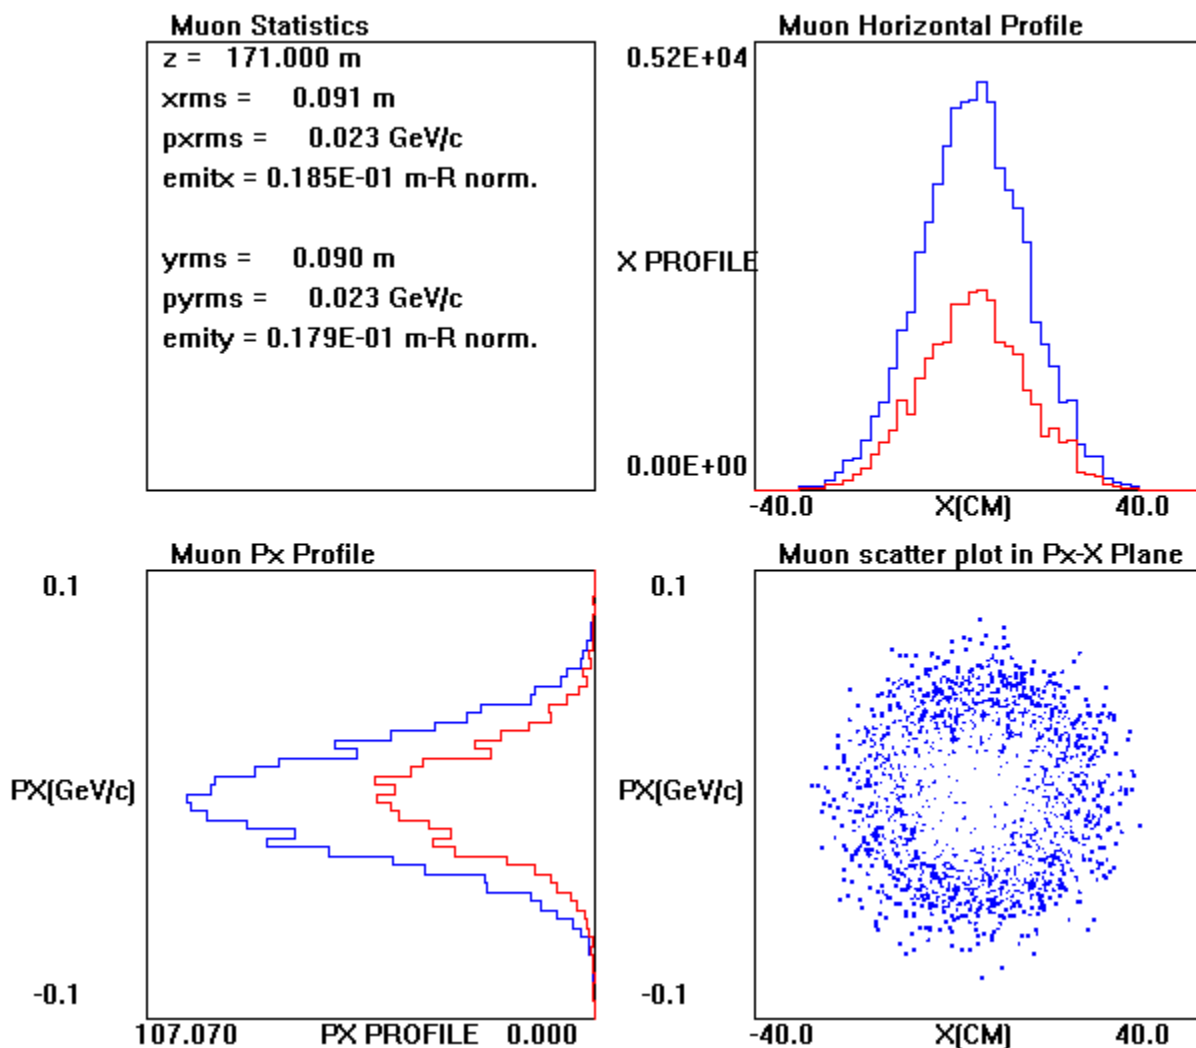 Muon Statistics
z = 171.000 m
xrms = 0.091 m
pxrms = 0.023 GeV/c
emitx = 0.185E-01 m-R norm.
yrms = 0.090 m
pyrms = 0.023 GeV/c
emity = 0.179E-01 m-R norm.
Muon Horizontal Profile
0.52E+04
X PROFILE
0.00E+00
-40.0 X(CM) 40.0
Muon Px Profile
0.1
PX(GeV/c)
-0.1
107.070 PX PROFILE 0.000
Muon scatter plot in Px-X Plane
0.1
PX(GeV/c)
-0.1
-40.0 X(CM) 40.0